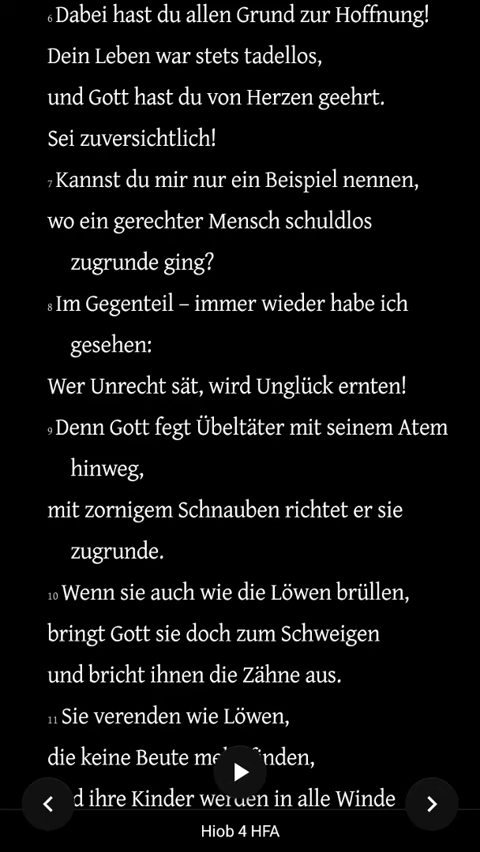 6 Dabei hast du allen Grund zur Hoffnung!
Dein Leben war stets tadellos,
und Gott hast du von Herzen geehrt.
Sei zuversichtlich!
7 Kannst du mir nur ein Beispiel nennen,
wo ein gerechter Mensch schuldlos
zugrunde ging?
8 Im Gegenteil – immer wieder habe ich
gesehen:
Wer Unrecht sät, wird Unglück ernten!
9 Denn Gott fegt Übeltäter mit seinem Atem
hinweg,
mit zornigem Schnauben richtet er sie
zugrunde.
10 Wenn sie auch wie die Löwen brüllen,
bringt Gott sie doch zum Schweigen
und bricht ihnen die Zähne aus.
11 Sie verenden wie Löwen,
die keine Beute
ihre Kinder werden in alle Winde
Hiob 4 HFA